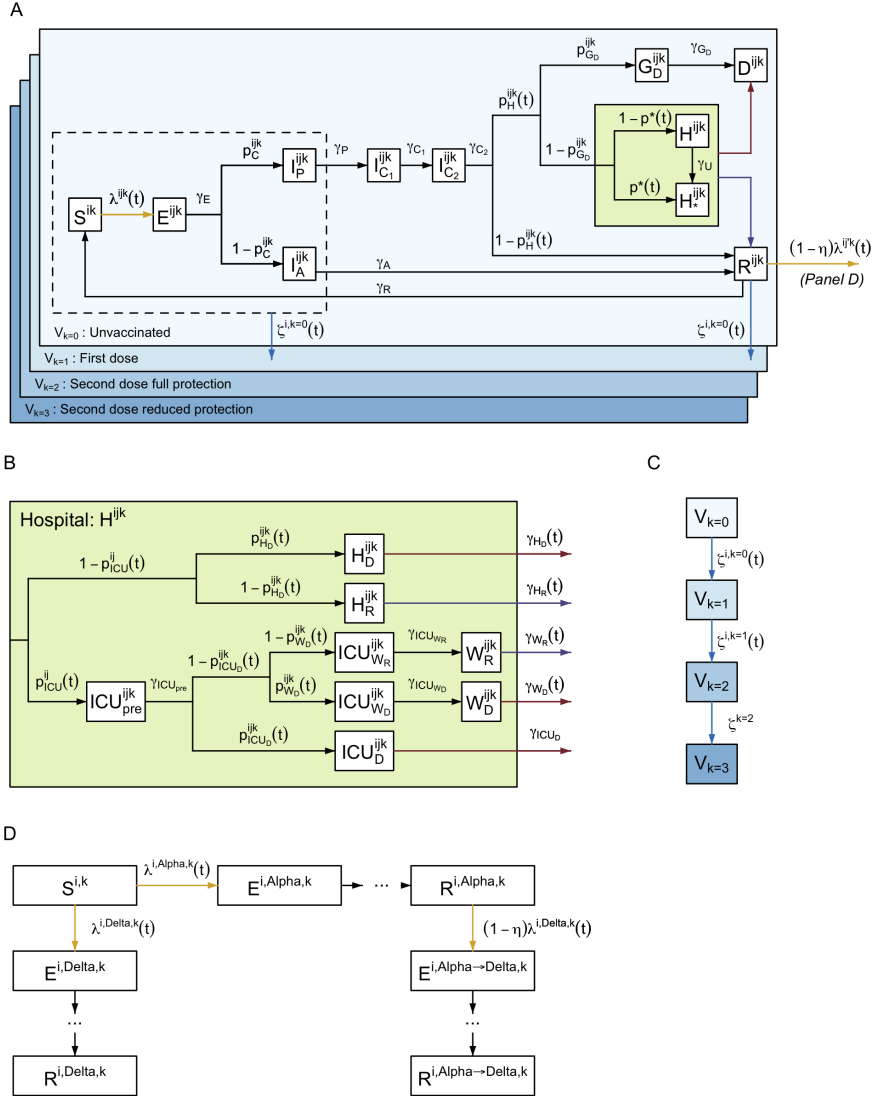 A
p_C^{ijk}
γ_P
γ_{C_1}
γ_{C_2}
p_H^{ijk}(t)
p_{G_D}^{ijk}
γ_{G_D}
G_D^{ijk}
D^{ijk}
1 − p_{G_D}^{ijk}
1 − p*(t)
H^{ijk}
γ_U
p*(t)
H_*^{ijk}
I_P^{ijk}
I_{C_1}^{ijk}
I_{C_2}^{ijk}
S^{ik}
λ^{ijk}(t)
E^{ijk}
γ_E
1 − p_C^{ijk}
I_A^{ijk}
γ_A
1 − p_H^{ijk}(t)
R^{ijk}
(1 − η)λ^{ij'k}(t)
(Panel D)
γ_R
V_{k=0} : Unvaccinated
ζ^{i,k=0}(t)
ζ^{i,k=0}(t)
V_{k=1} : First dose
V_{k=2} : Second dose full protection
V_{k=3} : Second dose reduced protection
B
Hospital: H^{ijk}
1 − p_{ICU}^{ij}(t)
p_{H_D}^{ijk}(t)
H_D^{ijk}
γ_{H_D}(t)
1 − p_{H_D}^{ijk}(t)
H_R^{ijk}
γ_{H_R}(t)
p_{ICU}^{ij}(t)
ICU_{pre}^{ijk}
γ_{ICU_{pre}}
1 − p_{ICU_D}^{ijk}(t)
1 − p_{W_D}^{ijk}(t)
ICU_{W_R}^{ijk}
γ_{ICU_{W_R}}
W_R^{ijk}
γ_{W_R}(t)
p_{W_D}^{ijk}(t)
ICU_{W_D}^{ijk}
γ_{ICU_{W_D}}
W_D^{ijk}
γ_{W_D}(t)
p_{ICU_D}^{ijk}(t)
ICU_D^{ijk}
γ_{ICU_D}
C
V_{k=0}
ζ^{i,k=0}(t)
V_{k=1}
ζ^{i,k=1}(t)
V_{k=2}
ζ^{k=2}
V_{k=3}
D
S^{i,k}
λ^{i,Alpha,k}(t)
E^{i,Alpha,k}
...
R^{i,Alpha,k}
λ^{i,Delta,k}(t)
(1 − η)λ^{i,Delta,k}(t)
E^{i,Delta,k}
E^{i,Alpha→Delta,k}
...
...
R^{i,Delta,k}
R^{i,Alpha→Delta,k}